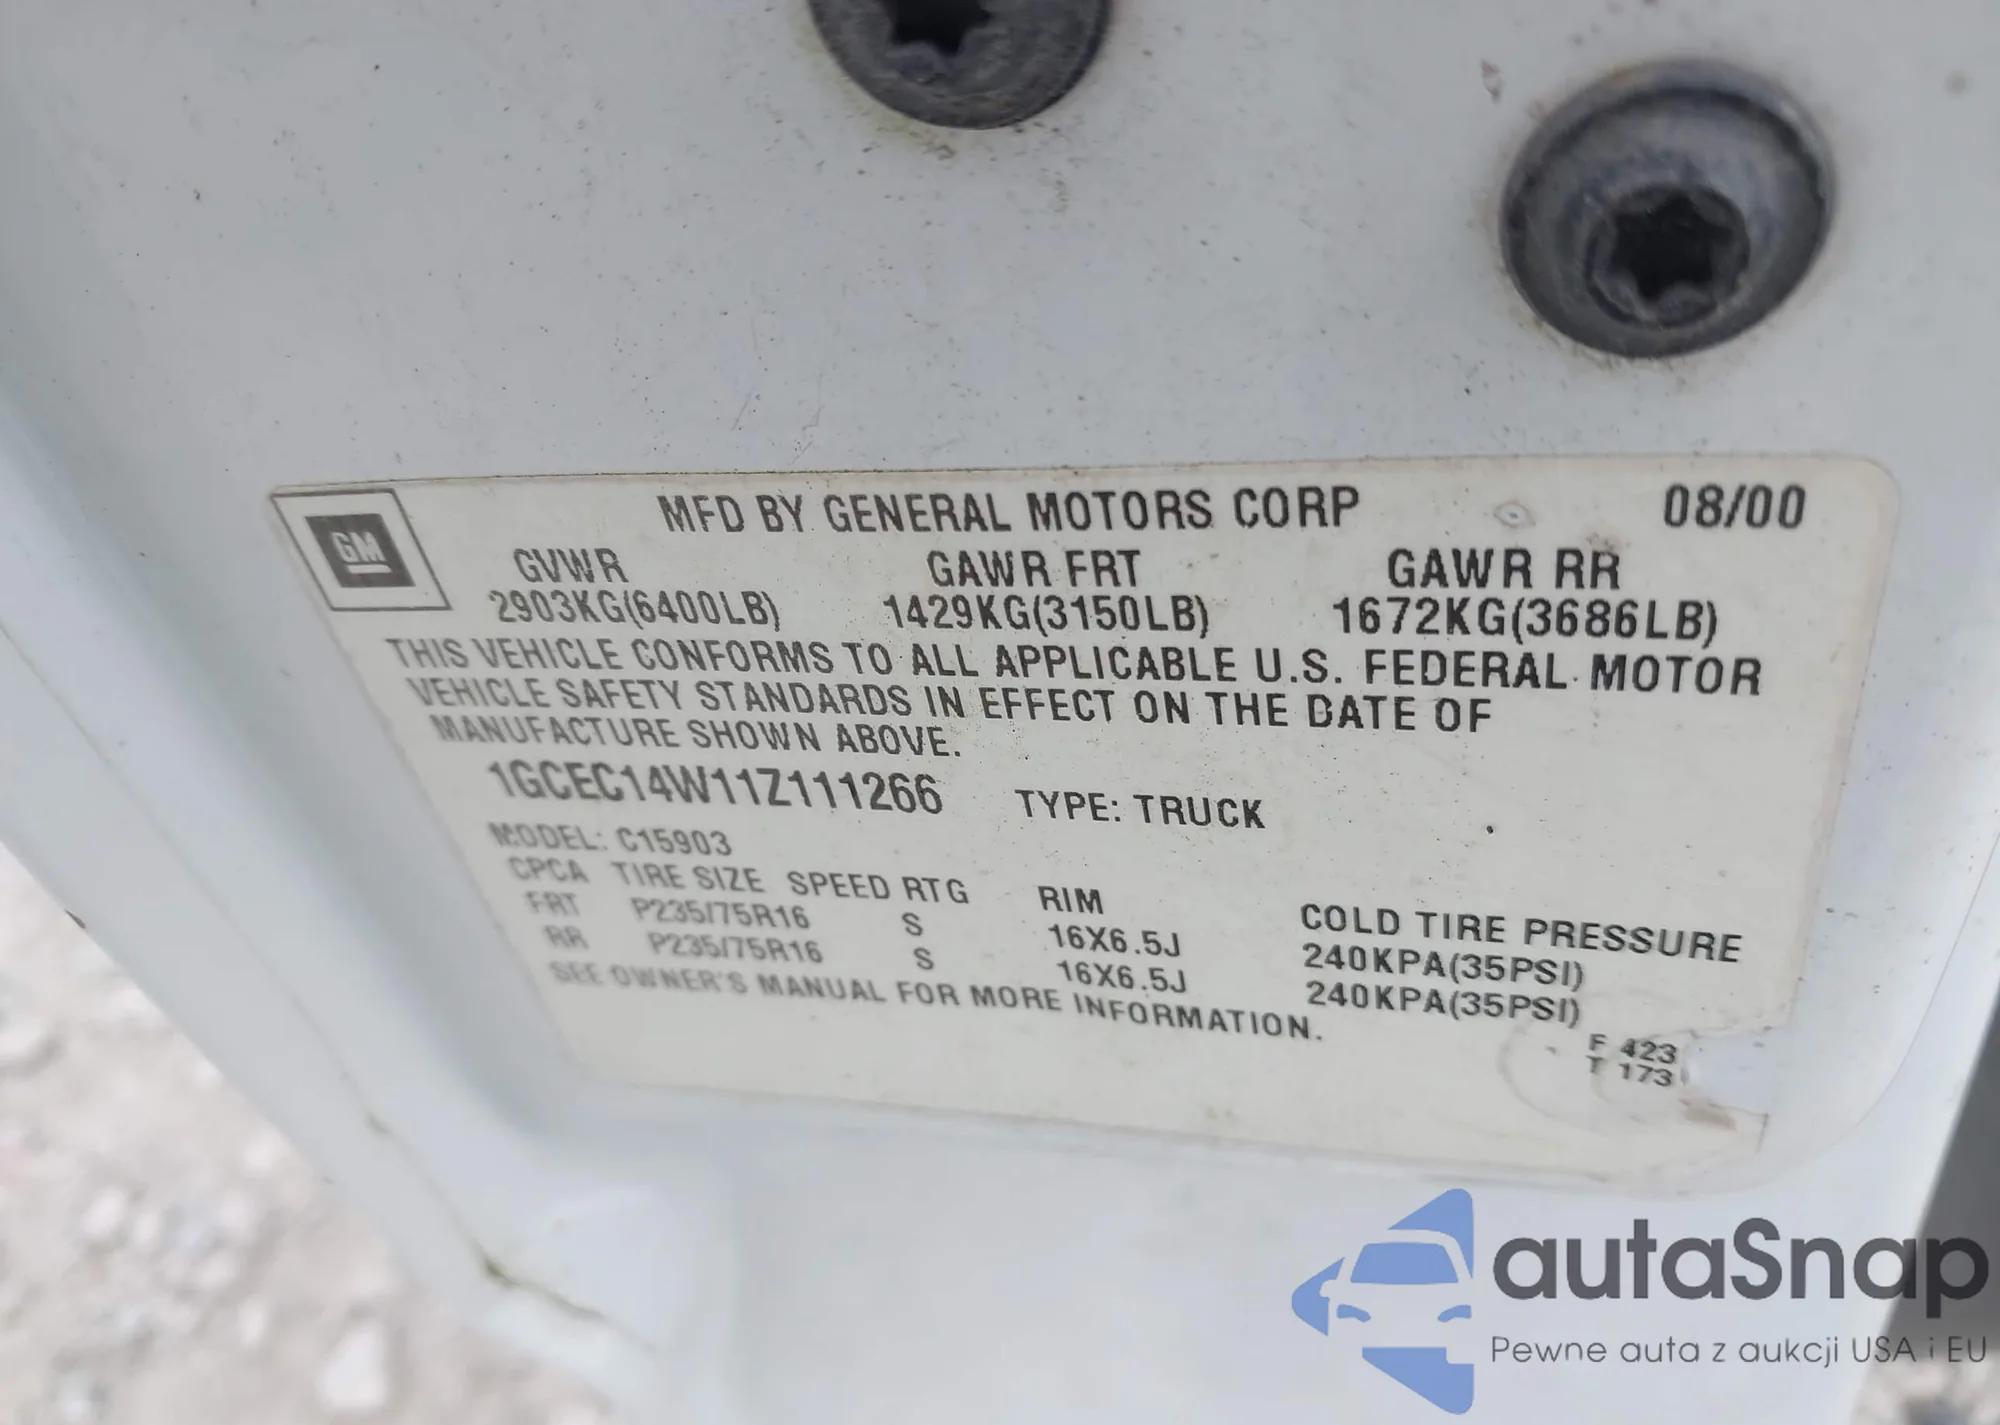 MFD BY GENERAL MOTORS CORP 08/00
GM
GVWR GAWR FRT GAWR RR
2903KG(6400LB) 1429KG(3150LB) 1672KG(3686LB)
THIS VEHICLE CONFORMS TO ALL APPLICABLE U.S. FEDERAL MOTOR
VEHICLE SAFETY STANDARDS IN EFFECT ON THE DATE OF
MANUFACTURE SHOWN ABOVE.
1GCEC14W11Z111266 TYPE: TRUCK
MODEL: C15903
CPCA TIRE SIZE SPEED RTG RIM COLD TIRE PRESSURE
FRT P235/75R16 S 16X6.5J 240KPA(35PSI)
RR P235/75R16 S 16X6.5J 240KPA(35PSI)
SEE OWNER'S MANUAL FOR MORE INFORMATION.
F 423
T 173
autaSnap
Pewne auta z aukcji USA i EU